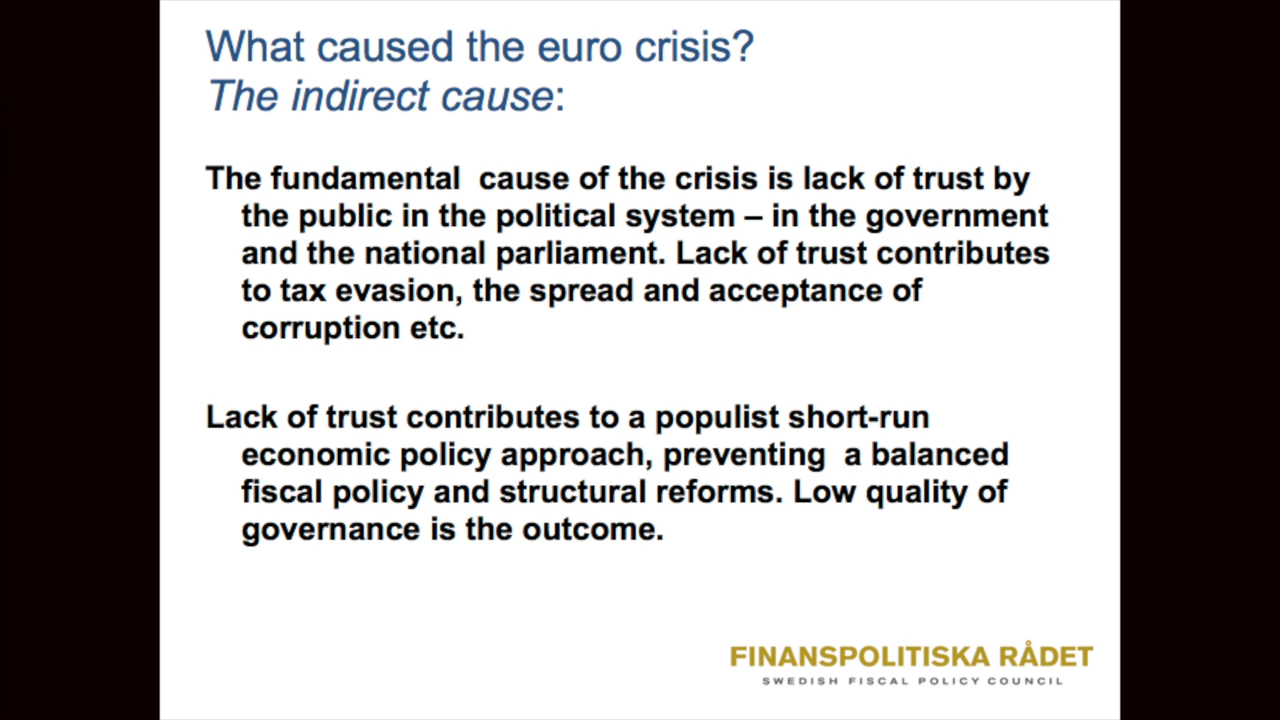 What caused the euro crisis?
The indirect cause:
The fundamental cause of the crisis is lack of trust by
the public in the political system – in the government
and the national parliament. Lack of trust contributes
to tax evasion, the spread and acceptance of
corruption etc.
Lack of trust contributes to a populist short-run
economic policy approach, preventing a balanced
fiscal policy and structural reforms. Low quality of
governance is the outcome.
FINANSPOLITISKA RÅDET
SWEDISH FISCAL POLICY COUNCIL